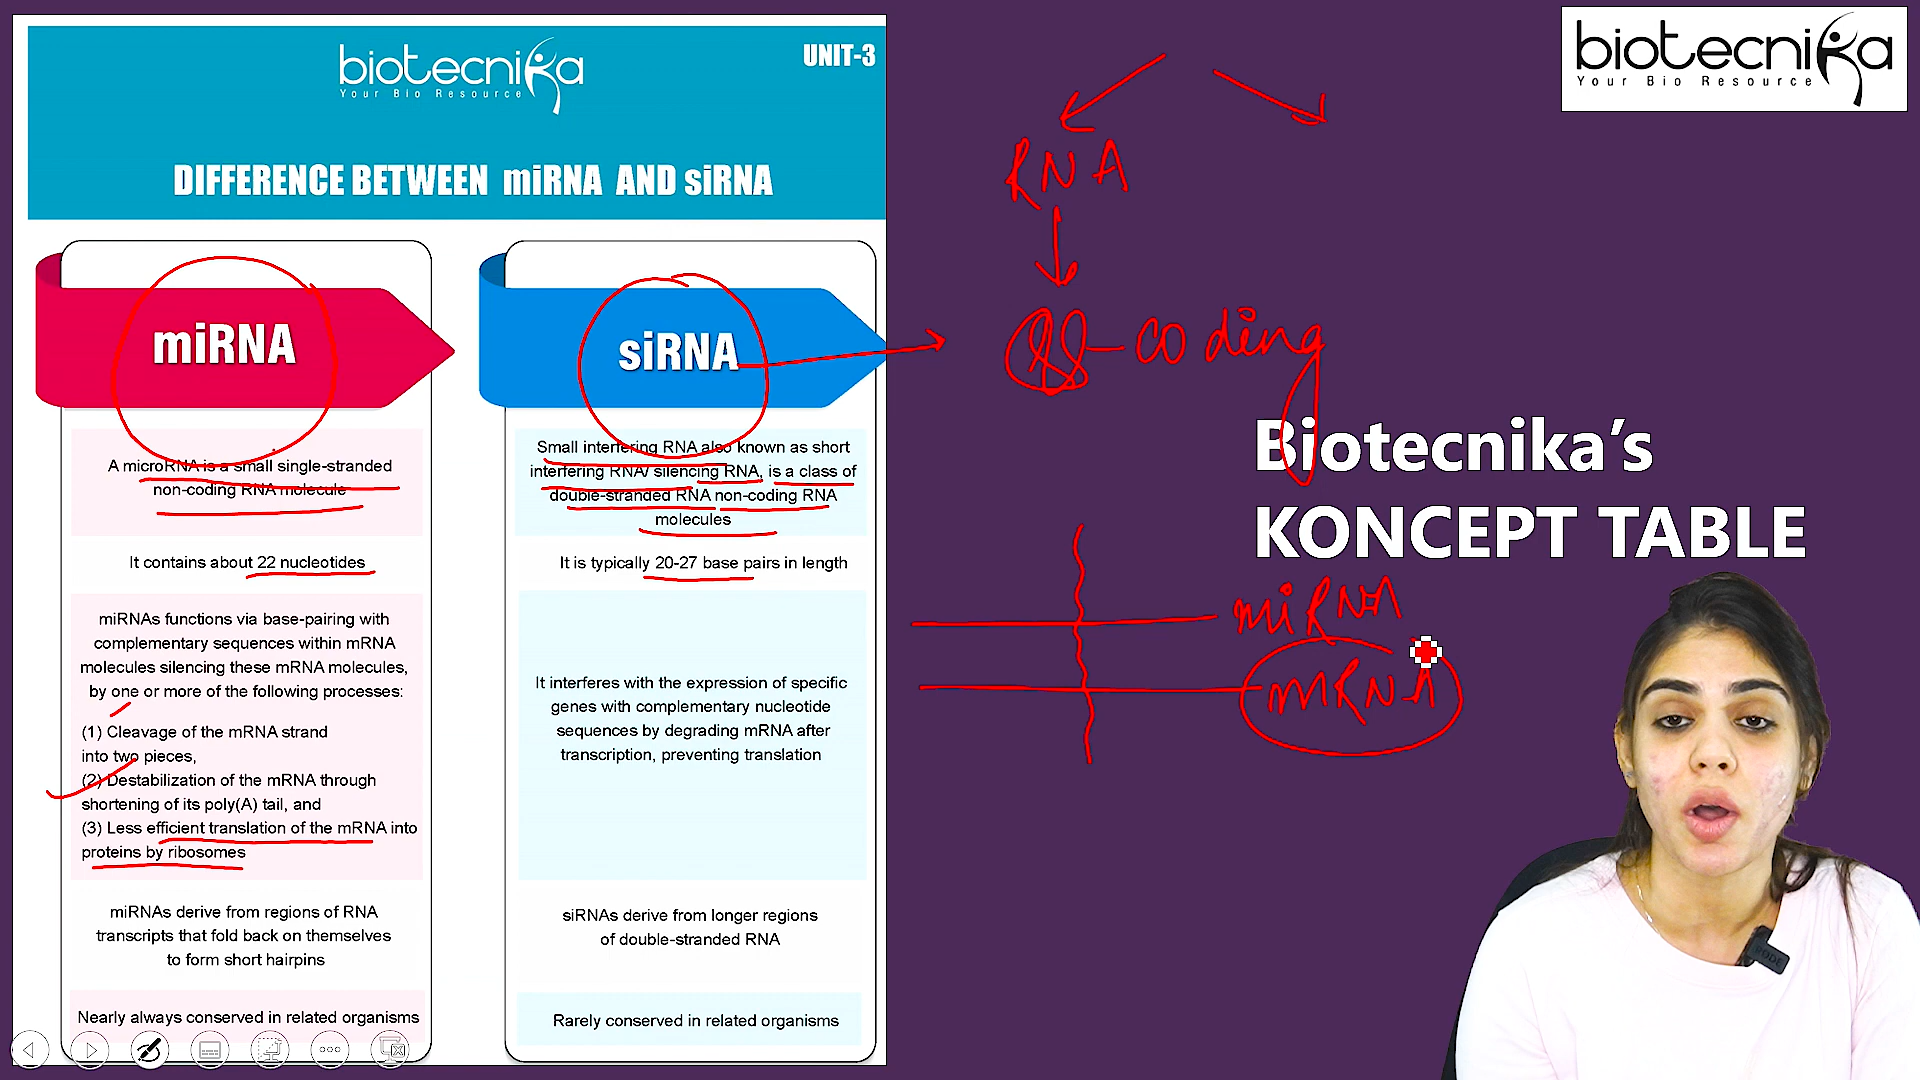 biotecnika
Your Bio Resource
UNIT-3
DIFFERENCE BETWEEN miRNA AND siRNA
miRNA
A microRNA is a small single-stranded
non-coding RNA molecule
It contains about 22 nucleotides
miRNAs functions via base-pairing with
complementary sequences within mRNA
molecules silencing these mRNA molecules,
by one or more of the following processes:
(1) Cleavage of the mRNA strand
into two pieces,
(2) Destabilization of the mRNA through
shortening of its poly(A) tail, and
(3) Less efficient translation of the mRNA into
proteins by ribosomes
miRNAs derive from regions of RNA
transcripts that fold back on themselves
to form short hairpins
Nearly always conserved in related organisms
siRNA
Small interfering RNA also known as short
interfering RNA/ silencing RNA, is a class of
double-stranded RNA non-coding RNA
molecules
It is typically 20-27 base pairs in length
It interferes with the expression of specific
genes with complementary nucleotide
sequences by degrading mRNA after
transcription, preventing translation
siRNAs derive from longer regions
of double-stranded RNA
Rarely conserved in related organisms
RNA
-coding
miRNA
mRNA
biotecnika
Your Bio Resource
Biotecnika's
KONCEPT TABLE
RODE